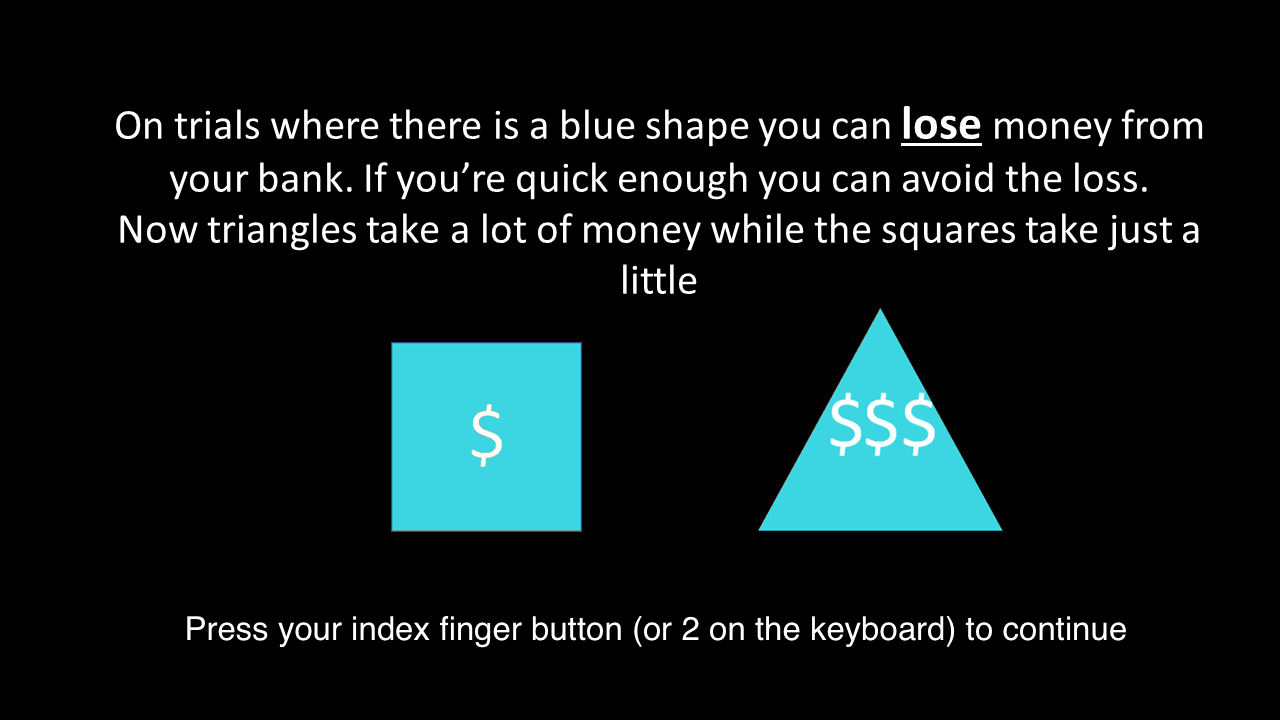 On trials where there is a blue shape you can lose money from
your bank. If you’re quick enough you can avoid the loss.
Now triangles take a lot of money while the squares take just a
little
$
$$$
Press your index finger button (or 2 on the keyboard) to continue